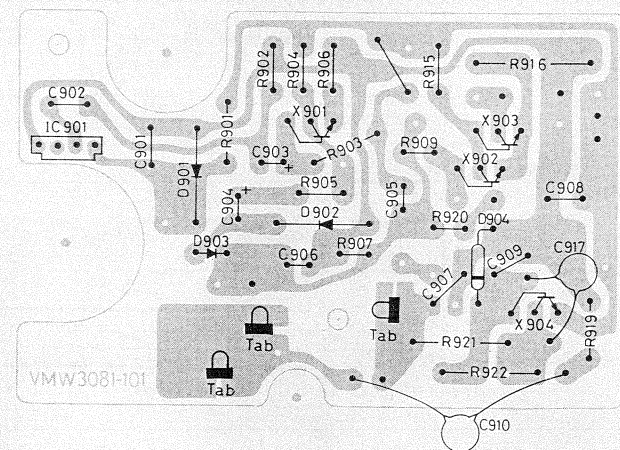 R902
R904
R906
R915
R916
C902
IC901
C901
D901
R901
X901
C903
+
R903
R909
X903
X902
C904
+
R905
C905
C908
D902
R920
D904
D903
C906
R907
C907
C909
C917
Tab
Tab
Tab
X904
R919
R921
R922
VMW3081-101
C910